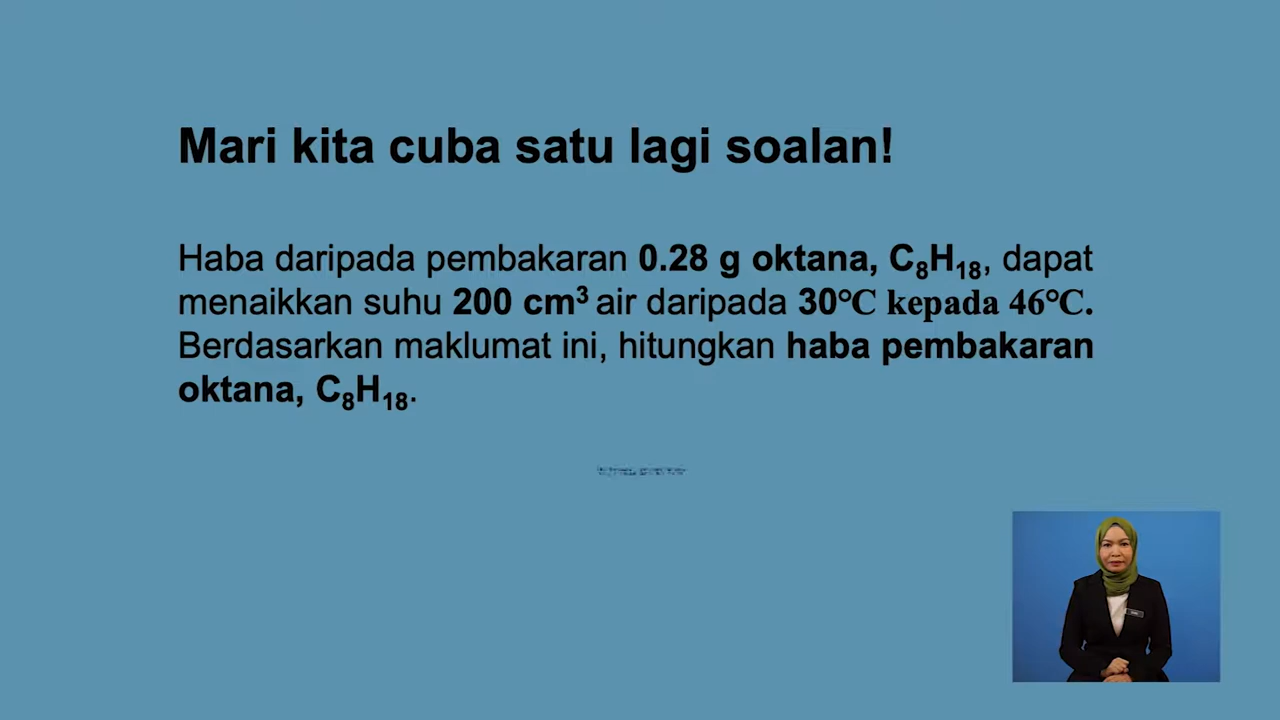 Mari kita cuba satu lagi soalan!
Haba daripada pembakaran 0.28 g oktana, C₈H₁₈, dapat
menaikkan suhu 200 cm³ air daripada 30°C kepada 46°C.
Berdasarkan maklumat ini, hitungkan haba pembakaran
oktana, C₈H₁₈.